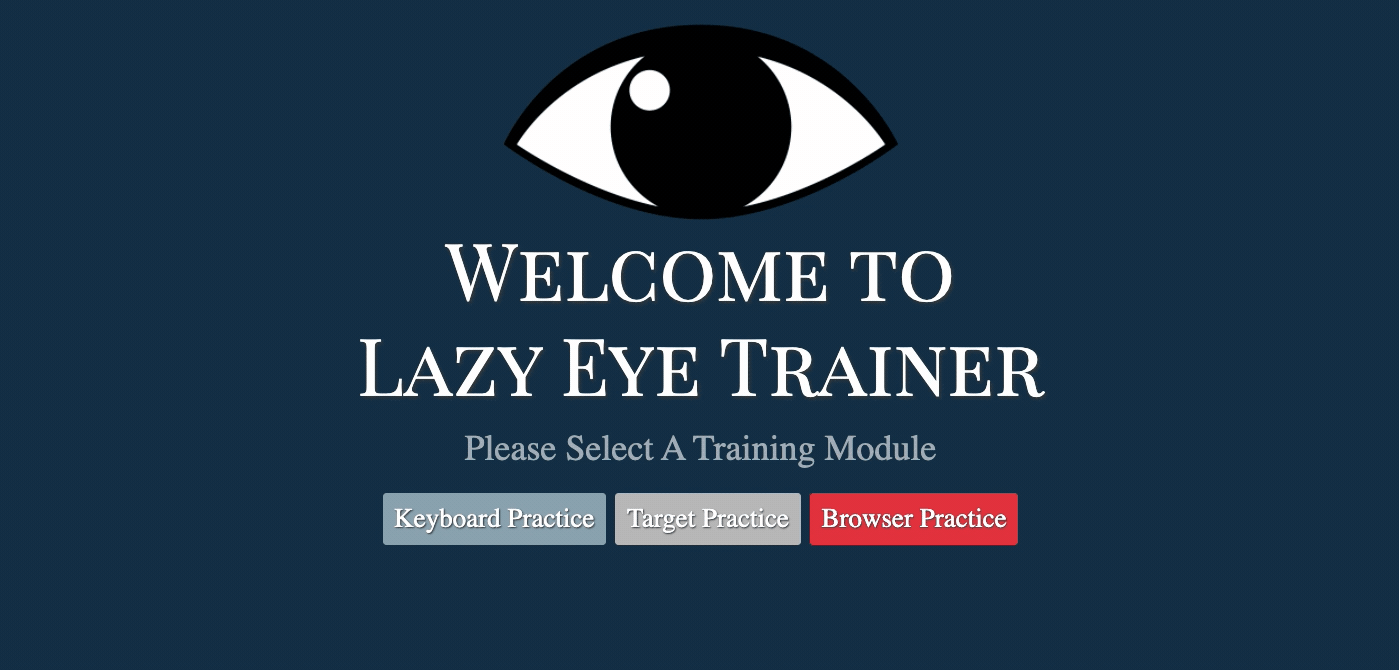 Welcome to
Lazy Eye Trainer
Please Select A Training Module
Keyboard Practice Target Practice Browser Practice